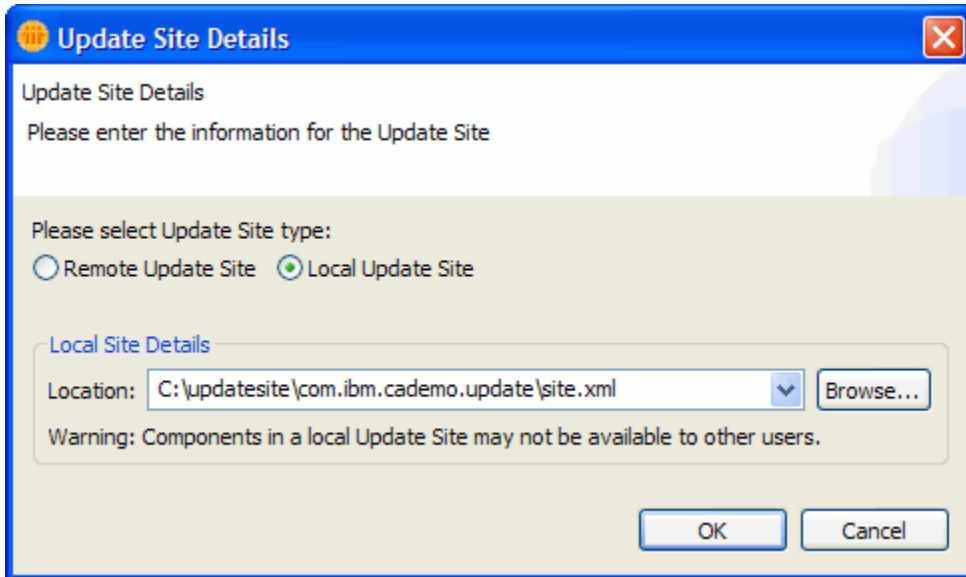 Update Site Details
Update Site Details
Please enter the information for the Update Site
Please select Update Site type:
Remote Update Site Local Update Site
Local Site Details
Location: C:\updatesite\com.ibm.cademo.update\site.xml Browse...
Warning: Components in a local Update Site may not be available to other users.
OK Cancel